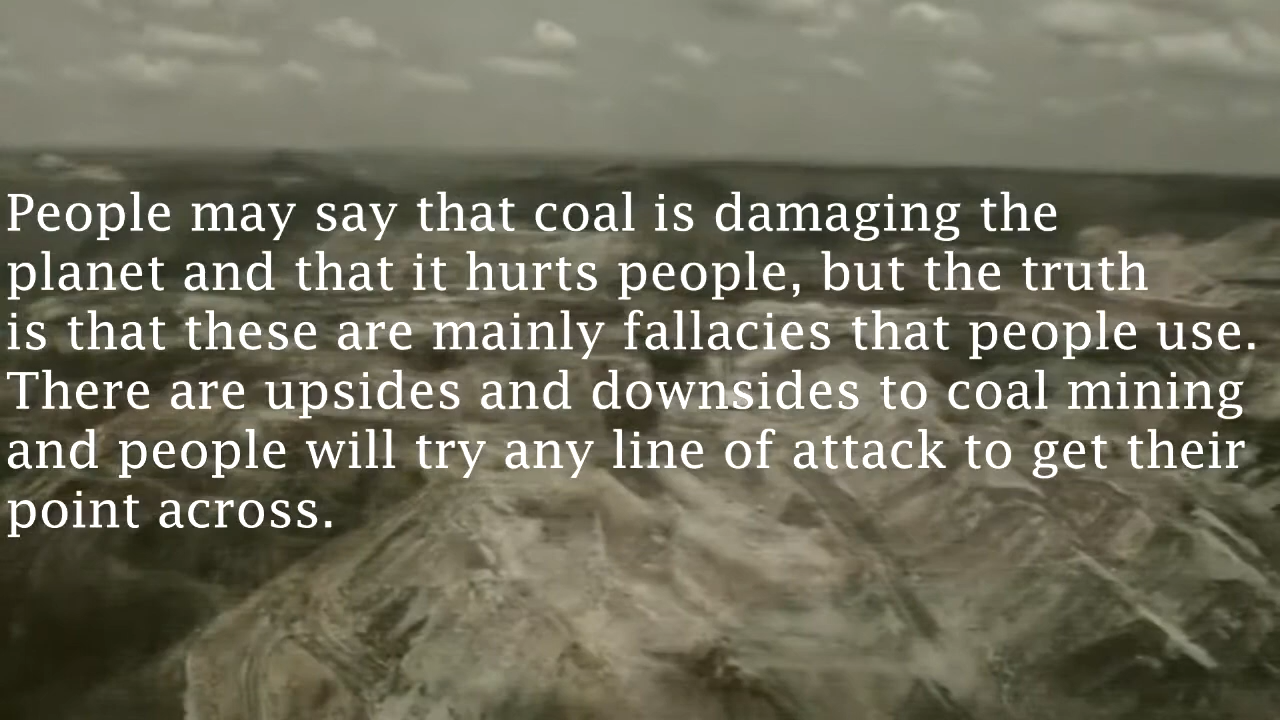 People may say that coal is damaging the
planet and that it hurts people, but the truth
is that these are mainly fallacies that people use.
There are upsides and downsides to coal mining
and people will try any line of attack to get their
point across.